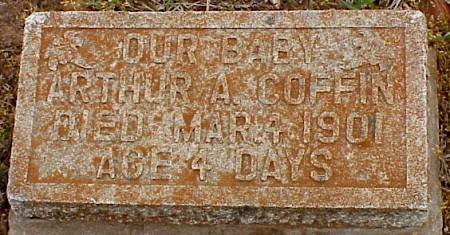 OUR BABY
ARTHUR A. COFFIN
DIED MAR. 4 1901
AGE 4 DAYS